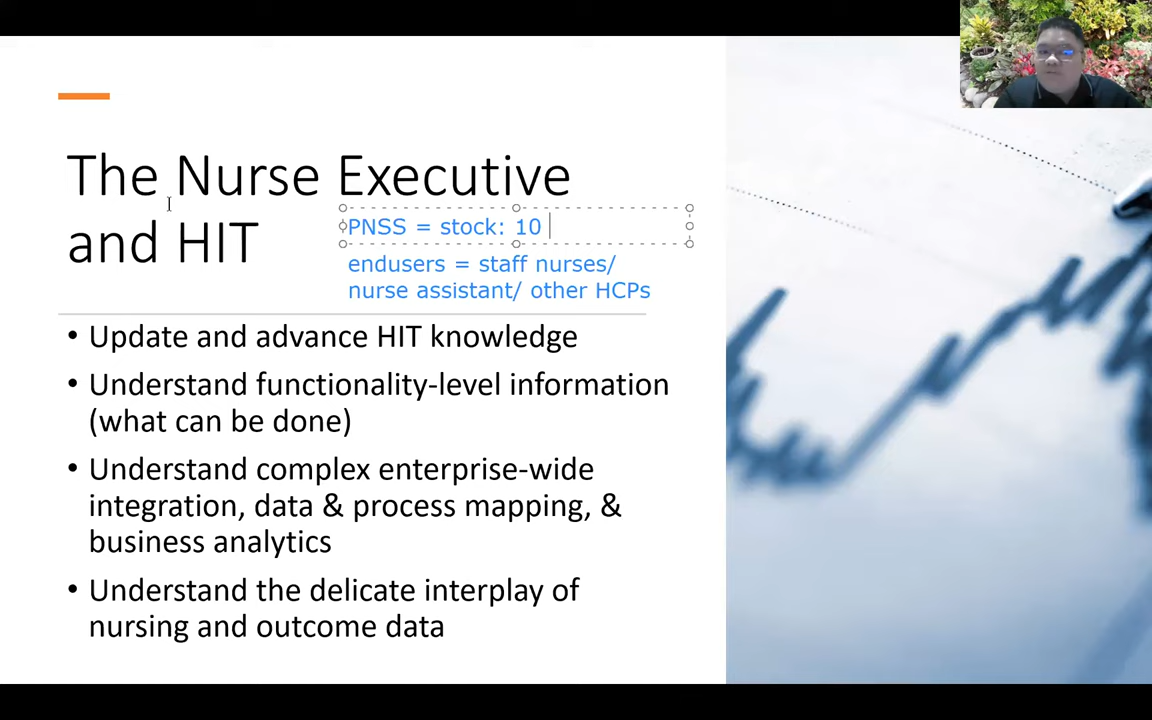 The Nurse Executive
and HIT
PNSS = stock: 10
endusers = staff nurses/
nurse assistant/ other HCPs
• Update and advance HIT knowledge
• Understand functionality-level information
(what can be done)
• Understand complex enterprise-wide
integration, data & process mapping, &
business analytics
• Understand the delicate interplay of
nursing and outcome data